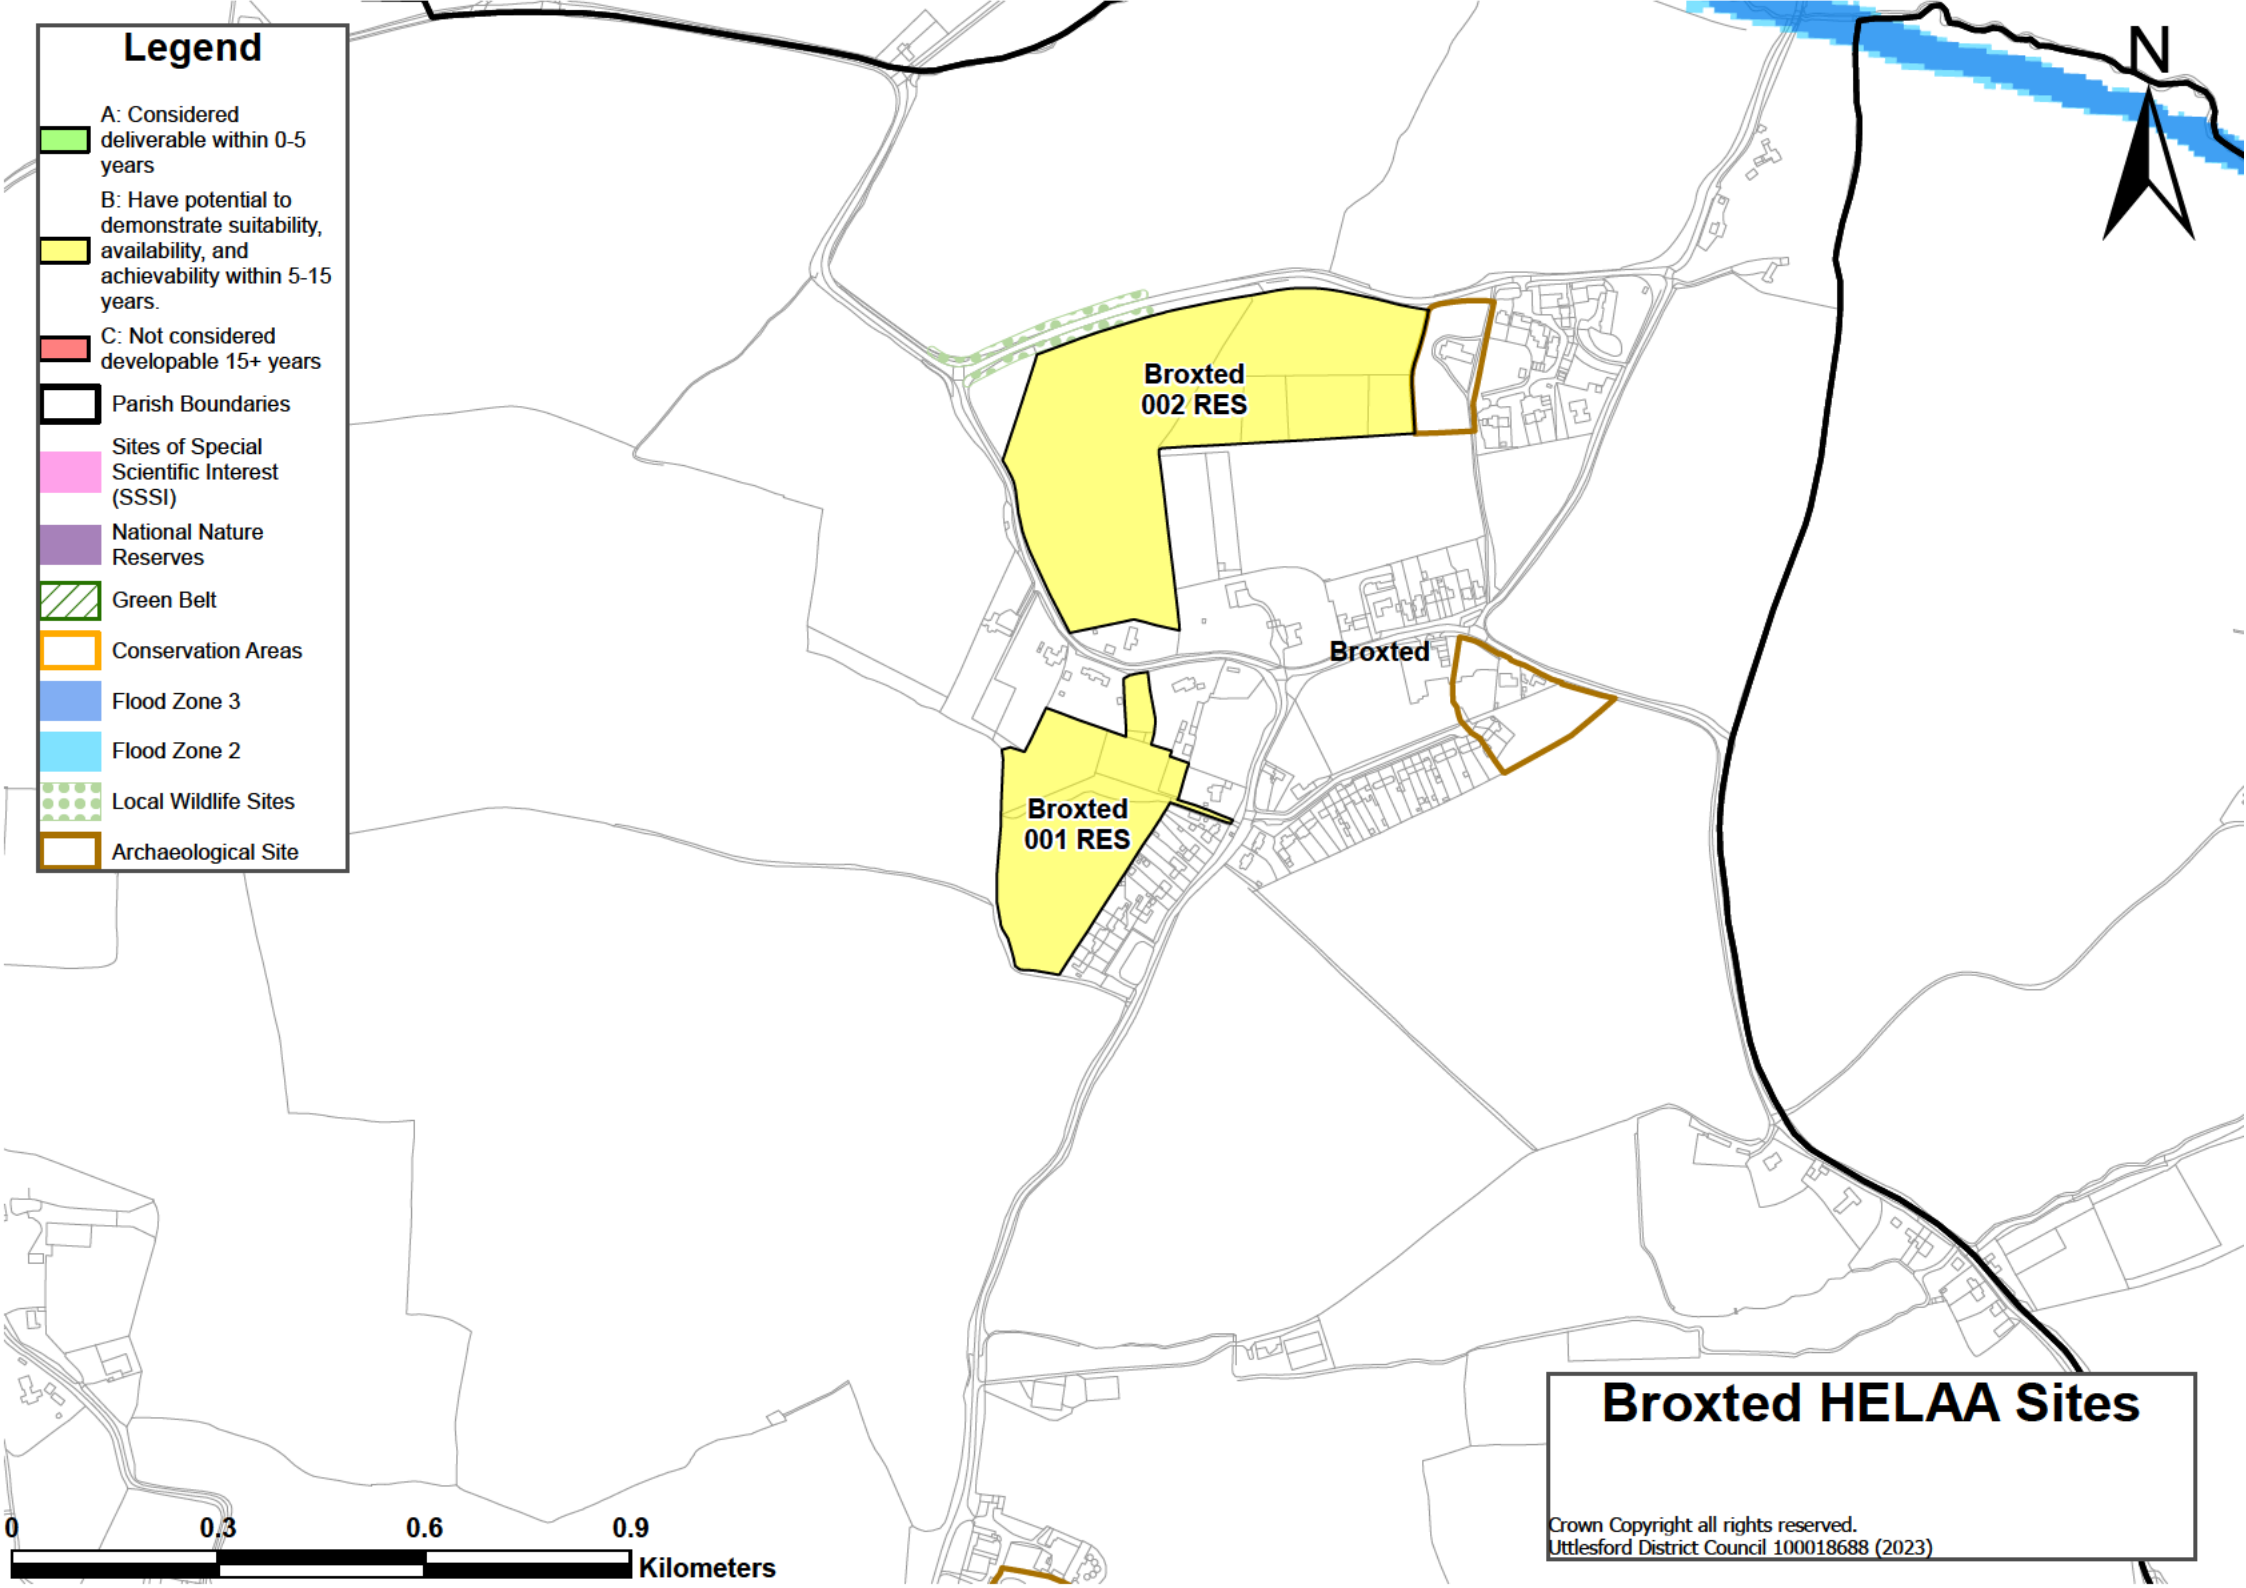 Legend
A: Considered
deliverable within 0-5
years
B: Have potential to
demonstrate suitability,
availability, and
achievability within 5-15
years.
C: Not considered
developable 15+ years
Parish Boundaries
Sites of Special
Scientific Interest
(SSSI)
National Nature
Reserves
Green Belt
Conservation Areas
Flood Zone 3
Flood Zone 2
Local Wildlife Sites
Archaeological Site
N
Broxted
002 RES
Broxted
Broxted
001 RES
0 0.3 0.6 0.9
Kilometers
Broxted HELAA Sites
Crown Copyright all rights reserved.
Uttlesford District Council 100018688 (2023)